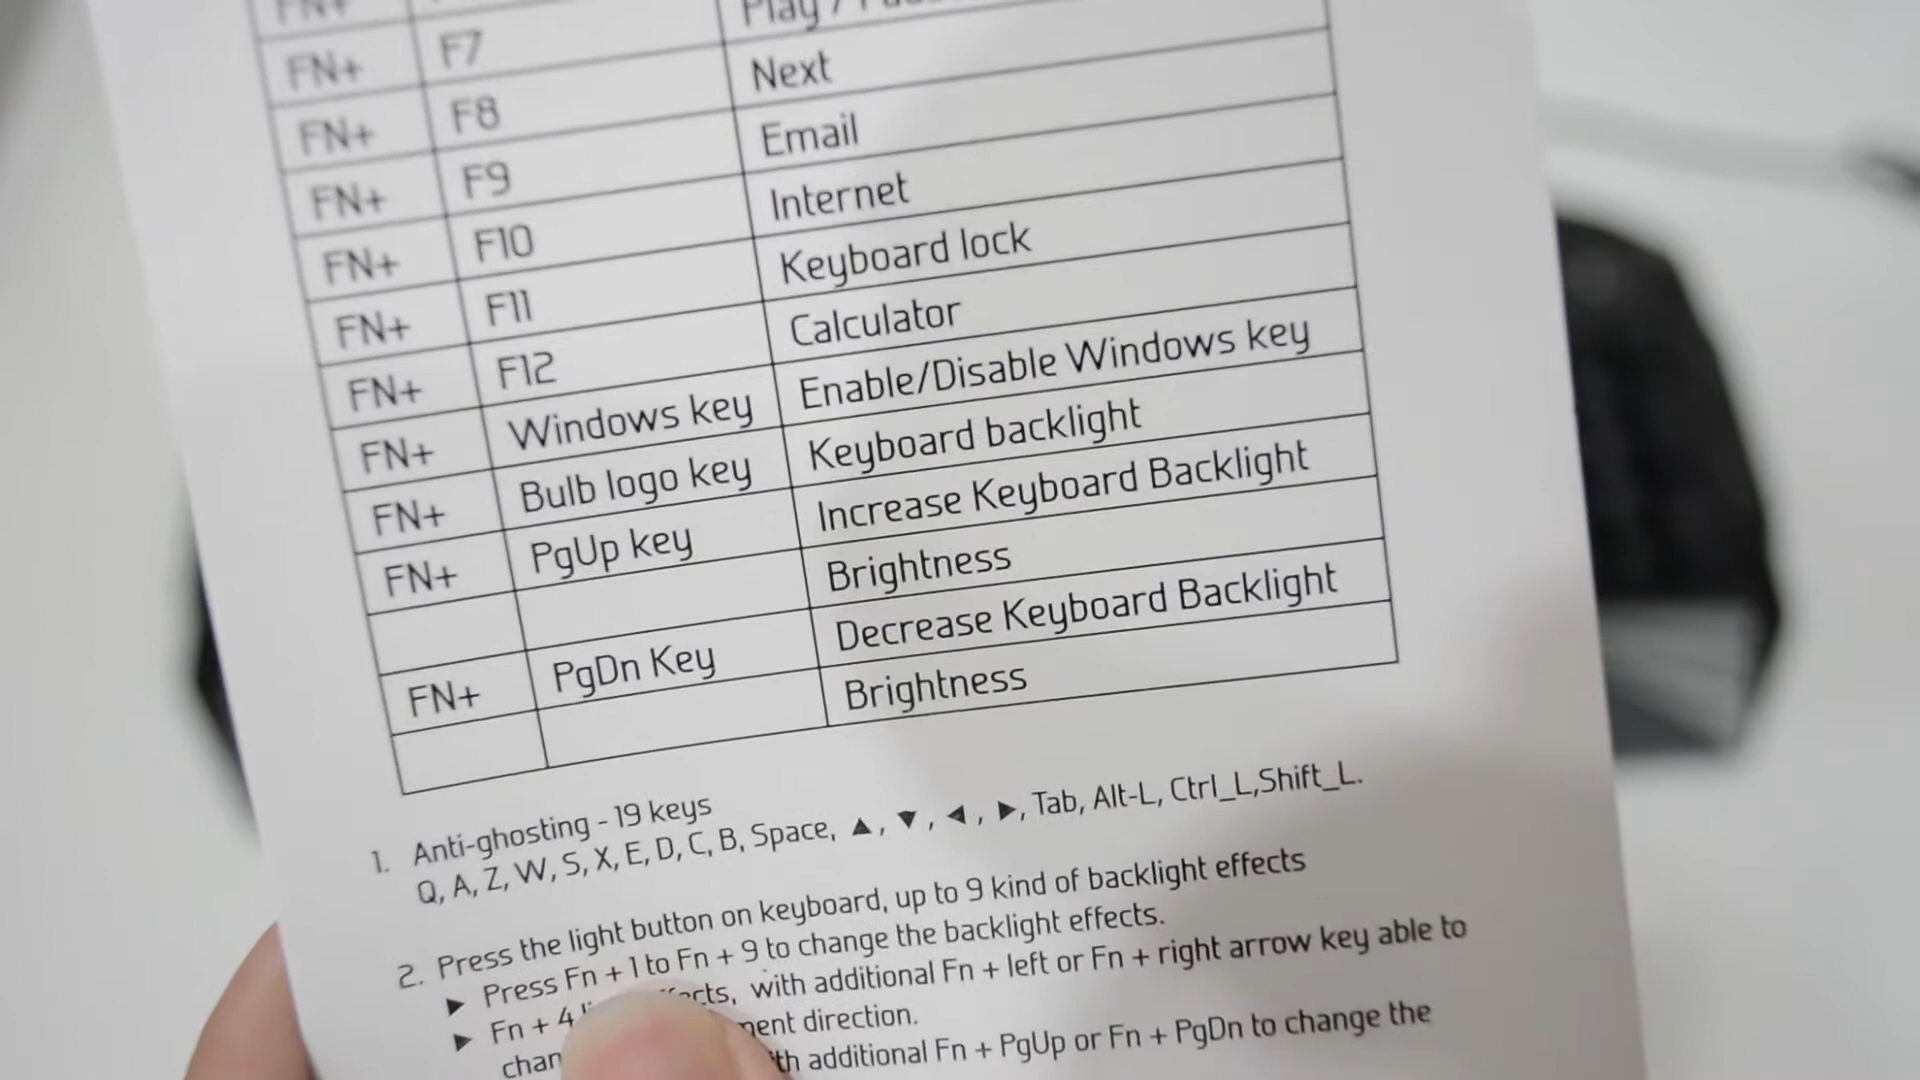 FN+
FN+ F7 Play /
FN+ F8 Next
FN+ F9 Email
FN+ F10 Internet
FN+ F11 Keyboard lock
FN+ F12 Calculator
FN+ Windows key Enable/Disable Windows key
FN+ Bulb logo key Keyboard backlight
FN+ PgUp key Increase Keyboard Backlight
Brightness
FN+ PgDn Key Decrease Keyboard Backlight
Brightness
1. Anti-ghosting - 19 keys
Q, A, Z, W, S, X, E, D, C, B, Space, ▲, ▼, ◄, ►, Tab, Alt-L, Ctrl_L,Shift_L.
2. Press the light button on keyboard, up to 9 kind of backlight effects
► Press Fn + 1 to Fn + 9 to change the backlight effects.
► Fn + 4 with additional Fn + left or Fn + right arrow key able to
direction.
additional Fn + PgUp or Fn + PgDn to change the